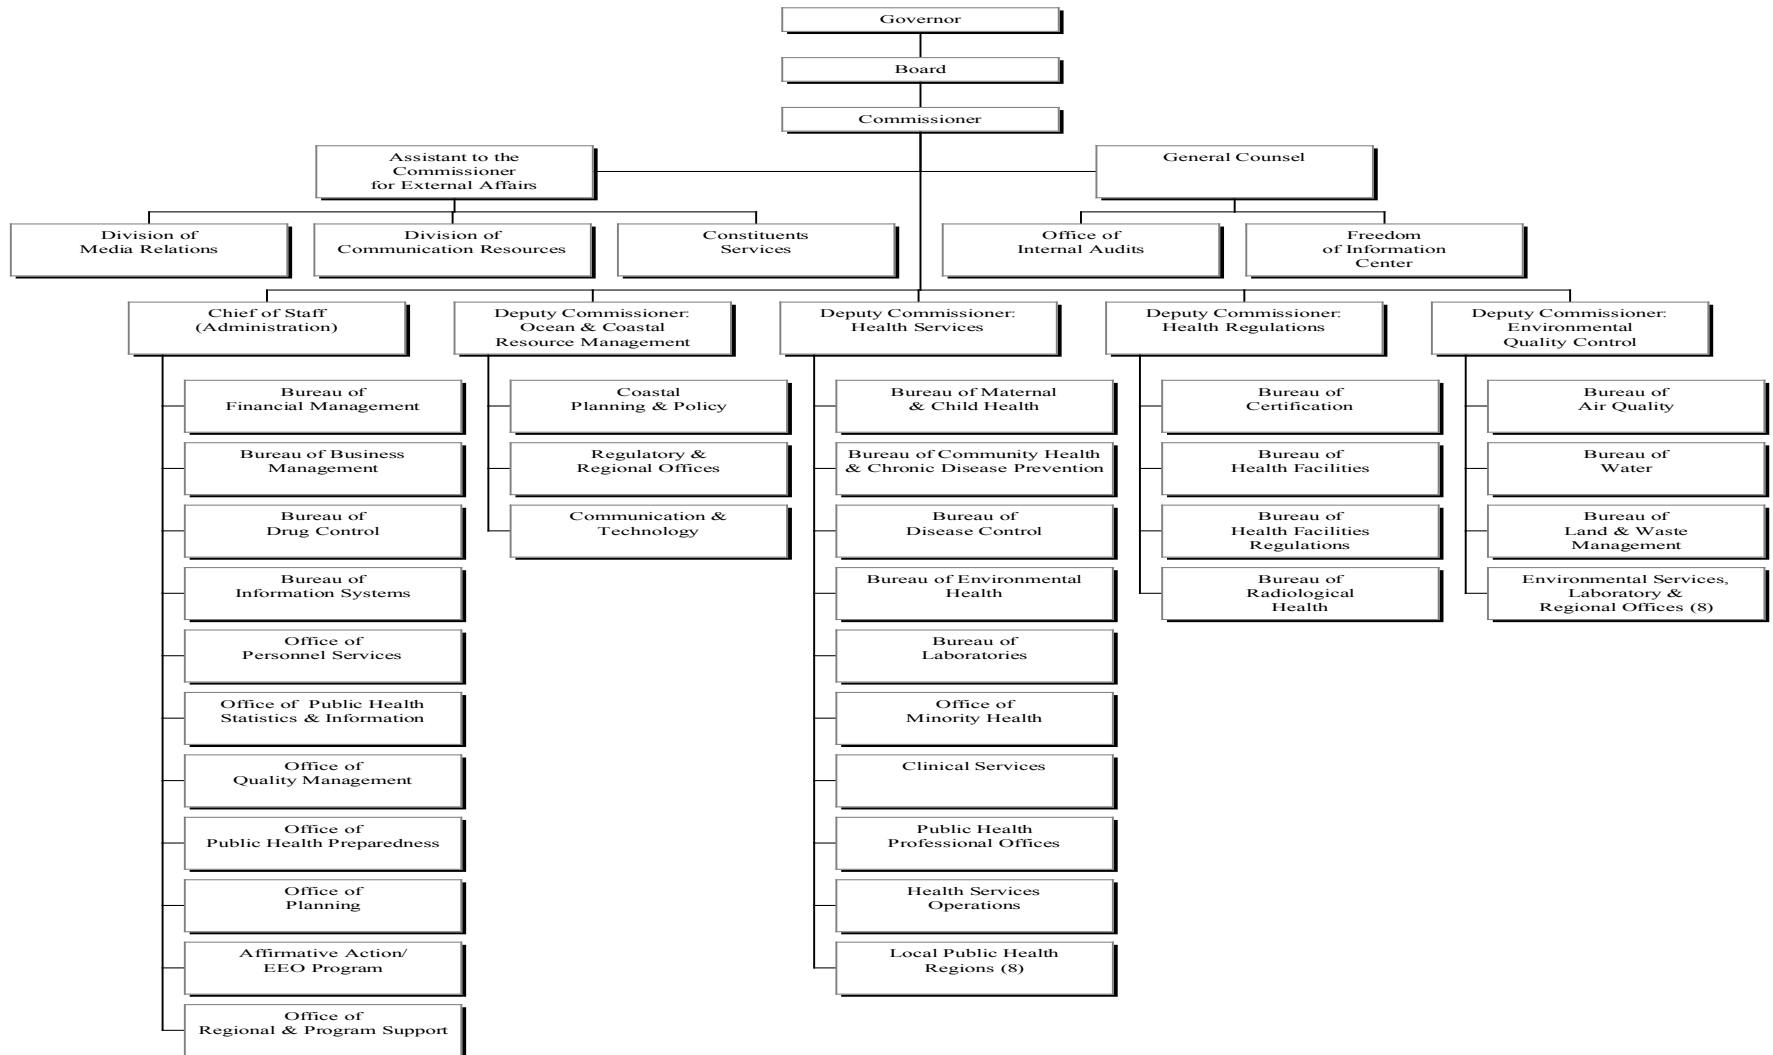 Governor
Board
Commissioner
Assistant to the
Commissioner
for External Affairs
General Counsel
Division of
Media Relations
Division of
Communication Resources
Constituents
Services
Office of
Internal Audits
Freedom
of Information
Center
Chief of Staff
(Administration)
Deputy Commissioner:
Ocean & Coastal
Resource Management
Deputy Commissioner:
Health Services
Deputy Commissioner:
Health Regulations
Deputy Commissioner:
Environmental
Quality Control
Bureau of
Financial Management
Bureau of Business
Management
Bureau of
Drug Control
Bureau of
Information Systems
Office of
Personnel Services
Office of  Public Health
Statistics & Information
Office of
Quality Management
Office of
Public Health Preparedness
Office of
Planning
Affirmative Action/
EEO Program
Office of
Regional & Program Support
Coastal
Planning & Policy
Regulatory &
Regional Offices
Communication &
Technology
Bureau of Maternal
& Child Health
Bureau of Community Health
& Chronic Disease Prevention
Bureau of
Disease Control
Bureau of Environmental
Health
Bureau of
Laboratories
Office of
Minority Health
Clinical Services
Public Health
Professional Offices
Health Services
Operations
Local Public Health
Regions (8)
Bureau of
Certification
Bureau of
Health Facilities
Bureau of
Health Facilities
Regulations
Bureau of
Radiological
Health
Bureau of
Air Quality
Bureau of
Water
Bureau of
Land & Waste
Management
Environmental Services,
Laboratory &
Regional Offices (8)